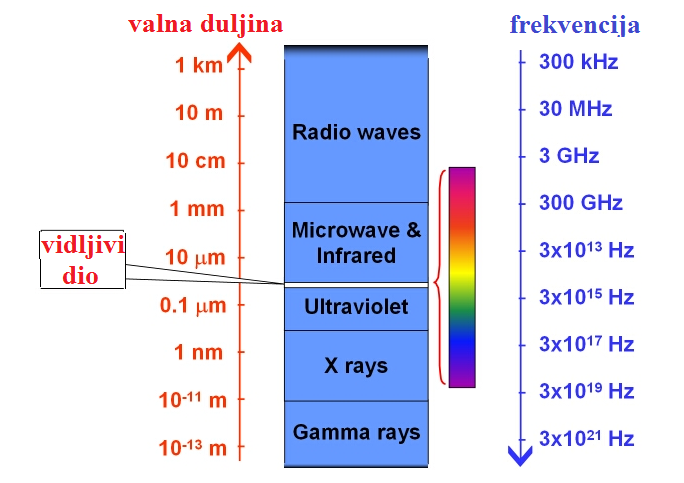 valna duljina
frekvencija
1 km
10 m
10 cm
1 mm
10 μm
0.1 μm
1 nm
10⁻¹¹ m
10⁻¹³ m
vidljivi
dio
Radio waves
Microwave &
Infrared
Ultraviolet
X rays
Gamma rays
300 kHz
30 MHz
3 GHz
300 GHz
3x10¹³ Hz
3x10¹⁵ Hz
3x10¹⁷ Hz
3x10¹⁹ Hz
3x10²¹ Hz